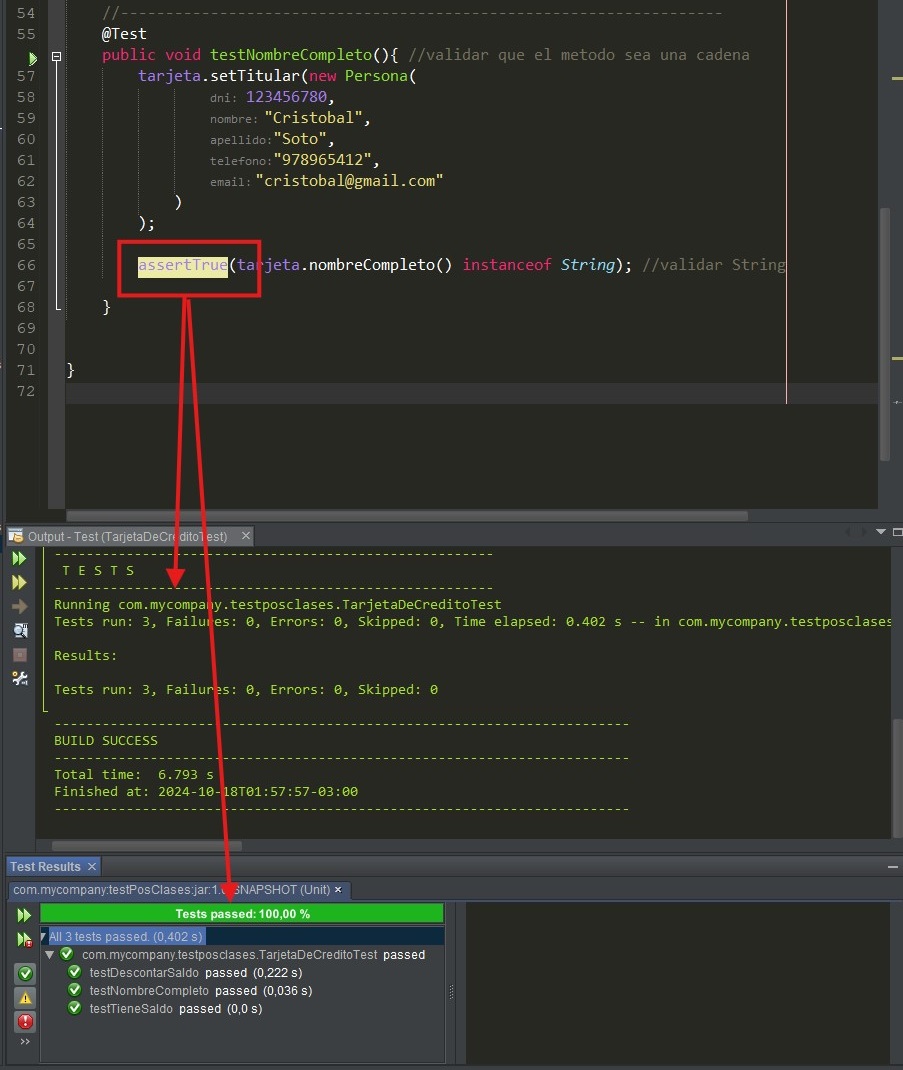 54 //-------------------------------------------------------------------
55 @Test
public void testNombreCompleto(){ //validar que el metodo sea una cadena
57 tarjeta.setTitular(new Persona(
58 dni: 123456780,
59 nombre: "Cristobal",
60 apellido:"Soto",
61 telefono:"978965412",
62 email: "cristobal@gmail.com"
63 )
64 );
65
66 assertTrue(tarjeta.nombreCompleto() instanceof String); //validar String
67
68 }
69
70
71 }
72
Output - Test (TarjetaDeCreditoTest) ×
-------------------------------------------------------
T E S T S
-------------------------------------------------------
Running com.mycompany.testposclases.TarjetaDeCreditoTest
Tests run: 3, Failures: 0, Errors: 0, Skipped: 0, Time elapsed: 0.402 s -- in com.mycompany.testposclases
Results:
Tests run: 3, Failures: 0, Errors: 0, Skipped: 0
------------------------------------------------------------------------
BUILD SUCCESS
------------------------------------------------------------------------
Total time: 6.793 s
Finished at: 2024-10-18T01:57:57-03:00
------------------------------------------------------------------------
Test Results ×
com.mycompany:testPosClases:jar:1. SNAPSHOT (Unit) ×
Tests passed: 100,00 %
All 3 tests passed. (0,402 s)
com.mycompany.testposclases.TarjetaDeCreditoTest passed
testDescontarSaldo passed (0,222 s)
testNombreCompleto passed (0,036 s)
testTieneSaldo passed (0,0 s)